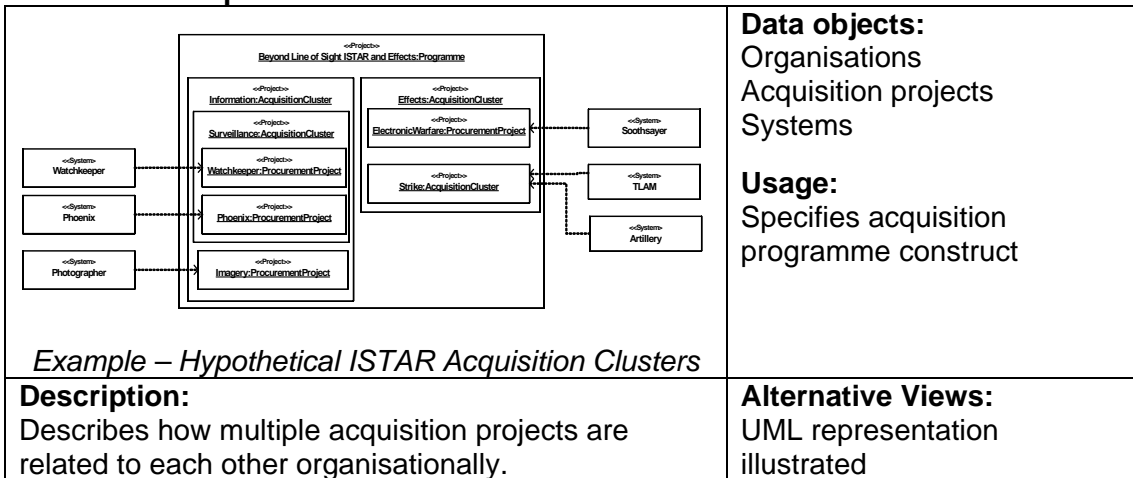 <<Project>>
Beyond Line of Sight ISTAR and Effects:Programme
<<Project>>
Information:AcquisitionCluster
<<Project>>
Surveillance:AcquisitionCluster
<<Project>>
Watchkeeper:ProcurementProject
<<Project>>
Phoenix:ProcurementProject
<<Project>>
Imagery:ProcurementProject
<<Project>>
Effects:AcquisitionCluster
<<Project>>
ElectronicWarfare:ProcurementProject
<<Project>>
Strike:AcquisitionCluster
<<System>>
Watchkeeper
<<System>>
Phoenix
<<System>>
Photographer
<<System>>
Soothsayer
<<System>>
TLAM
<<System>>
Artillery
Example – Hypothetical ISTAR Acquisition Clusters
Data objects:
Organisations
Acquisition projects
Systems
Usage:
Specifies acquisition
programme construct
Description:
Describes how multiple acquisition projects are
related to each other organisationally.
Alternative Views:
UML representation
illustrated